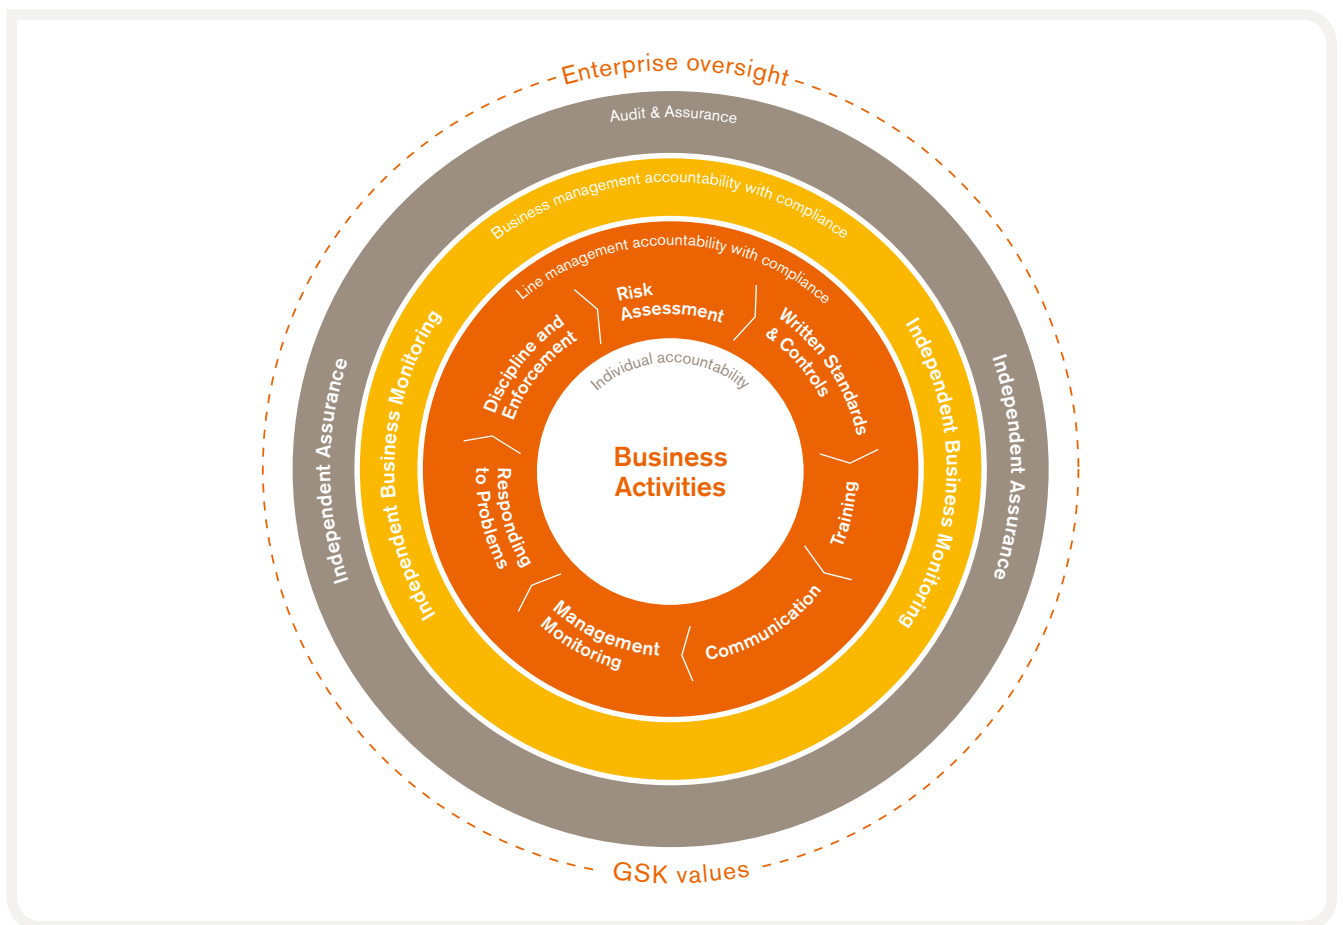 Enterprise oversight
Audit & Assurance
Business management accountability with compliance
Line management accountability with compliance
Risk
Assessment
Written Standards
& Controls
Training
Communication
Management
Monitoring
Responding
to Problems
Discipline and
Enforcement
Individual accountability
Business
Activities
Independent Assurance
Independent Business Monitoring
Independent Business Monitoring
Independent Assurance
GSK values